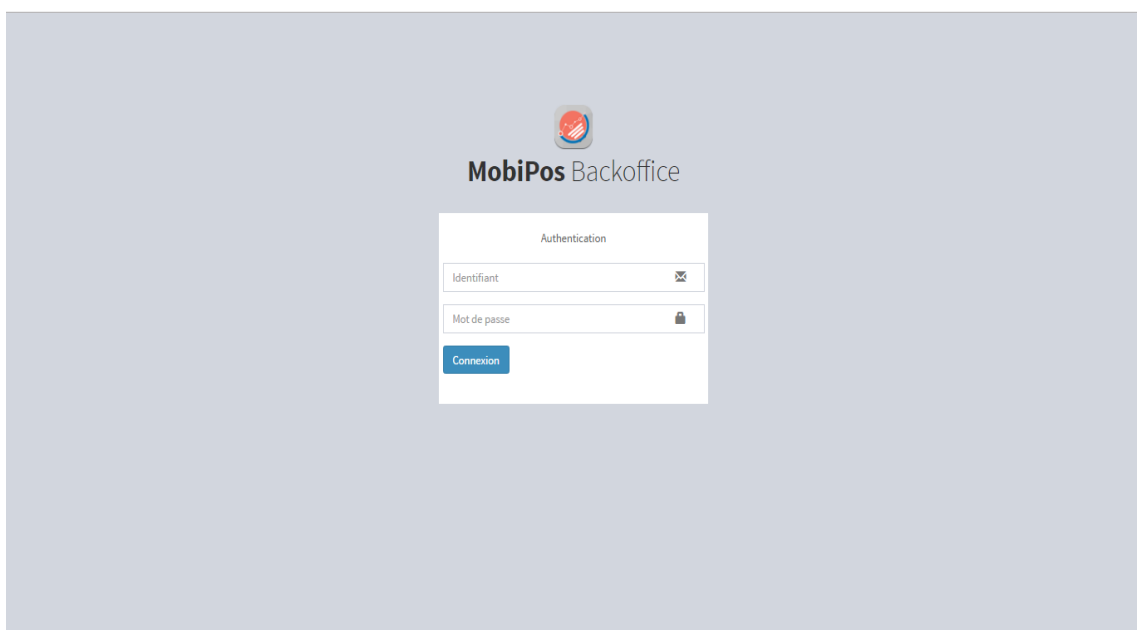 MobiPos Backoffice
Authentication
Identifiant
Mot de passe
Connexion